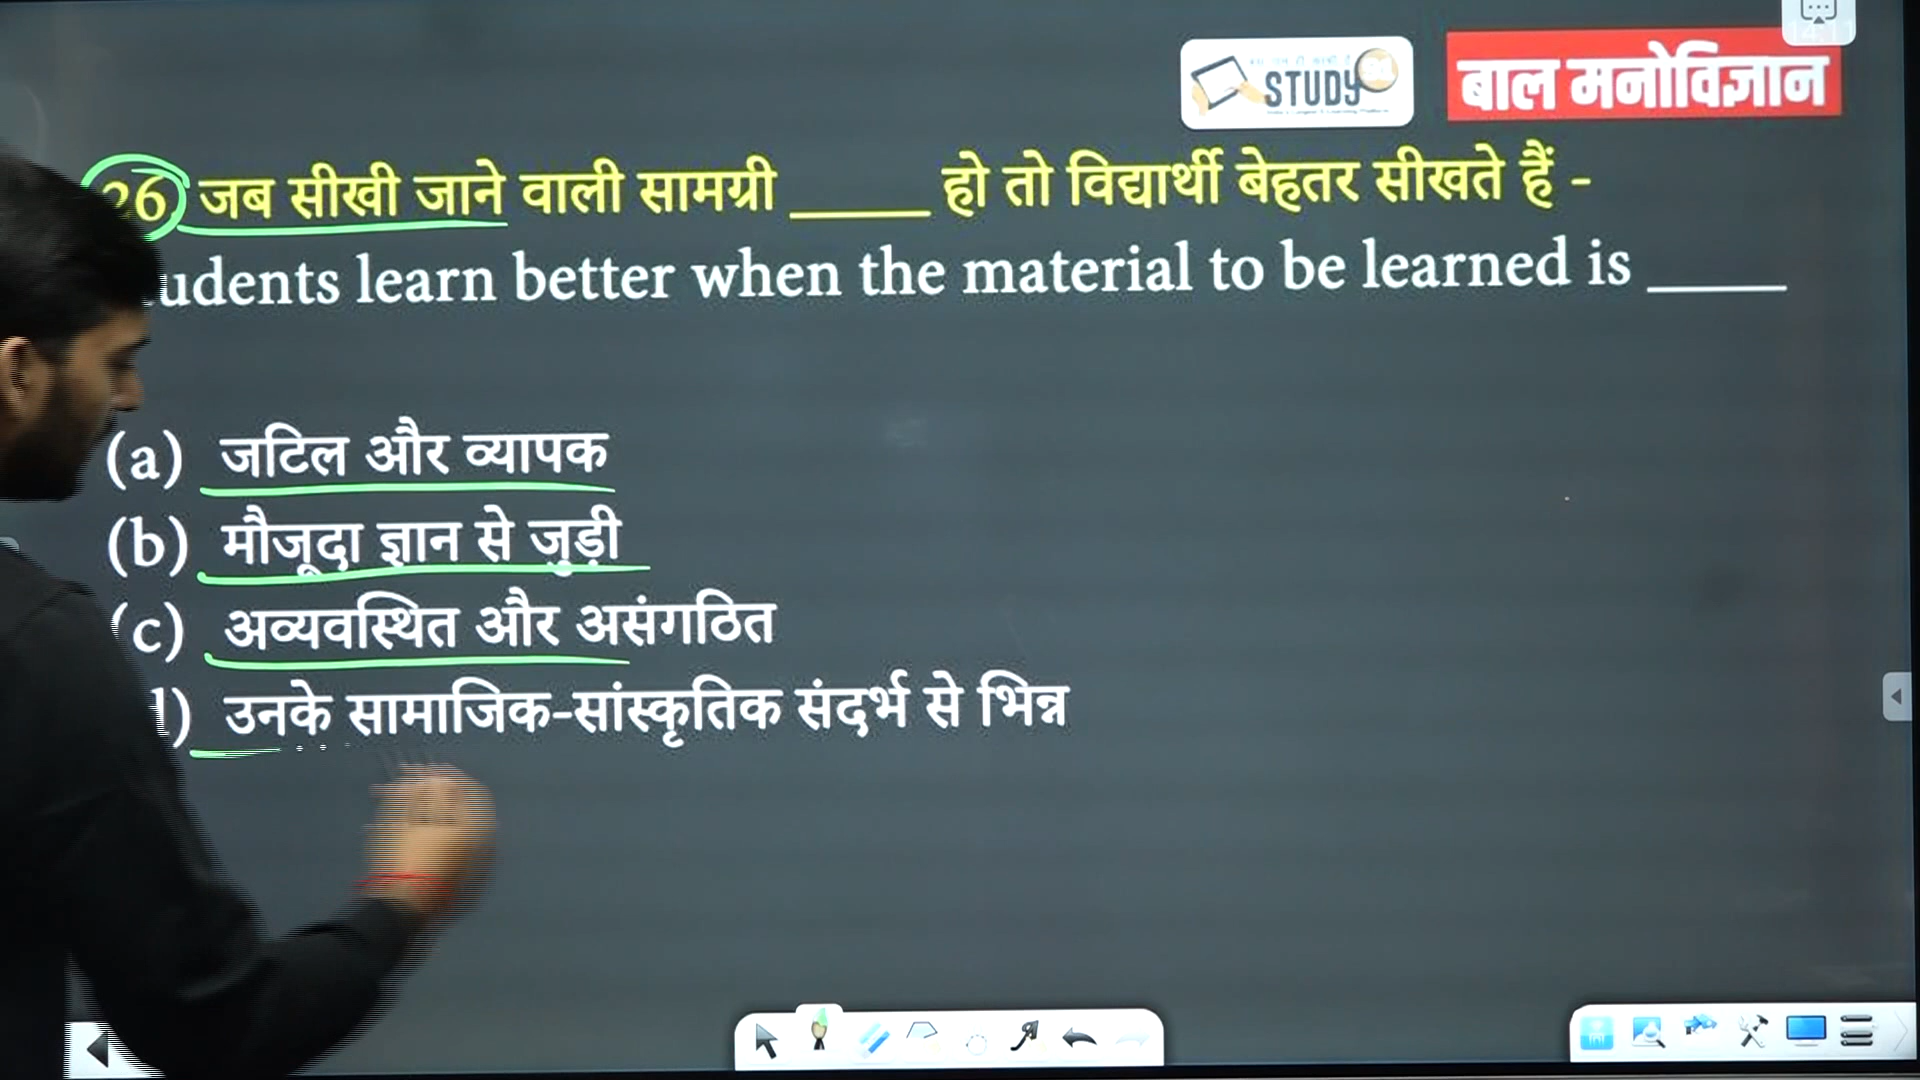 STUDY
बाल मनोविज्ञान
26 जब सीखी जाने वाली सामग्री _____ हो तो विद्यार्थी बेहतर सीखते हैं -
udents learn better when the material to be learned is _____
(a) जटिल और व्यापक
(b) मौजूदा ज्ञान से जुड़ी
(c) अव्यवस्थित और असंगठित
) उनके सामाजिक-सांस्कृतिक संदर्भ से भिन्न